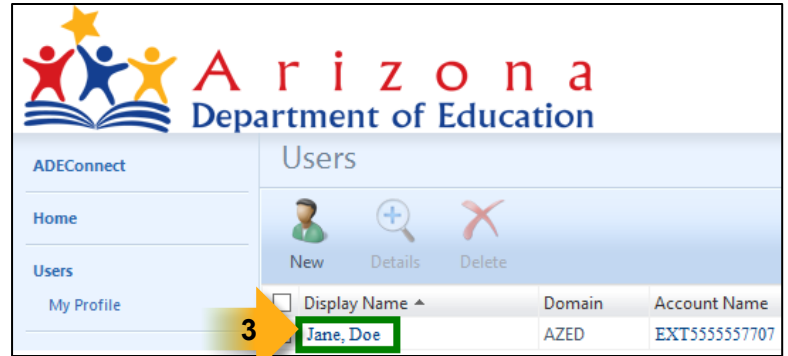 Arizona
Department of Education
ADEConnect
Home
Users
My Profile
Users
New Details Delete
Display Name Domain Account Name
3
Jane, Doe AZED EXT5555557707